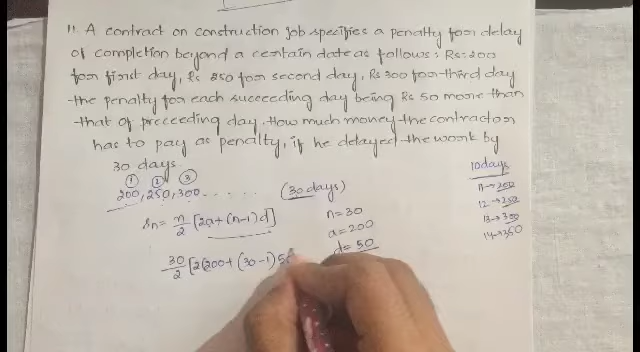 11. A contract on construction job specifies a penalty for delay
of completion beyond a certain date as follows: Rs.200
for first day, Rs 250 for second day, Rs 300 for third day
the penalty for each succeeding day being Rs 50 more than
that of preceeding day. How much money the contractor
has to pay as penalty, if he delayed the work by
30 days.
① ② ③
200, 250, 300 ...... (30 days)
Sn = n/2 [2a + (n-1)d]
30/2 [2(200 + (30-1) 50
n = 30
a = 200
d = 50
10 days
11 → 200
12 → 250
13 → 350